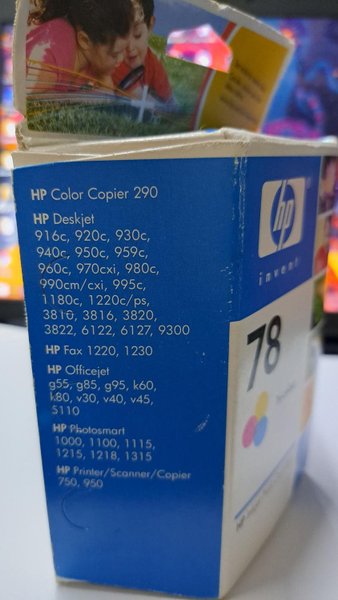 HP Color Copier 290
HP Deskjet
916c, 920c, 930c,
940c, 950c, 959c,
960c, 970cxi, 980c,
990cm/cxi, 995c,
1180c, 1220c/ps,
3810, 3816, 3820,
3822, 6122, 6127, 9300
HP Fax 1220, 1230
HP Officejet
g55, g85, g95, k60,
k80, v30, v40, v45,
5110
HP Photosmart
1000, 1100, 1115,
1215, 1218, 1315
HP Printer/Scanner/Copier
750, 950
hp
invent
78